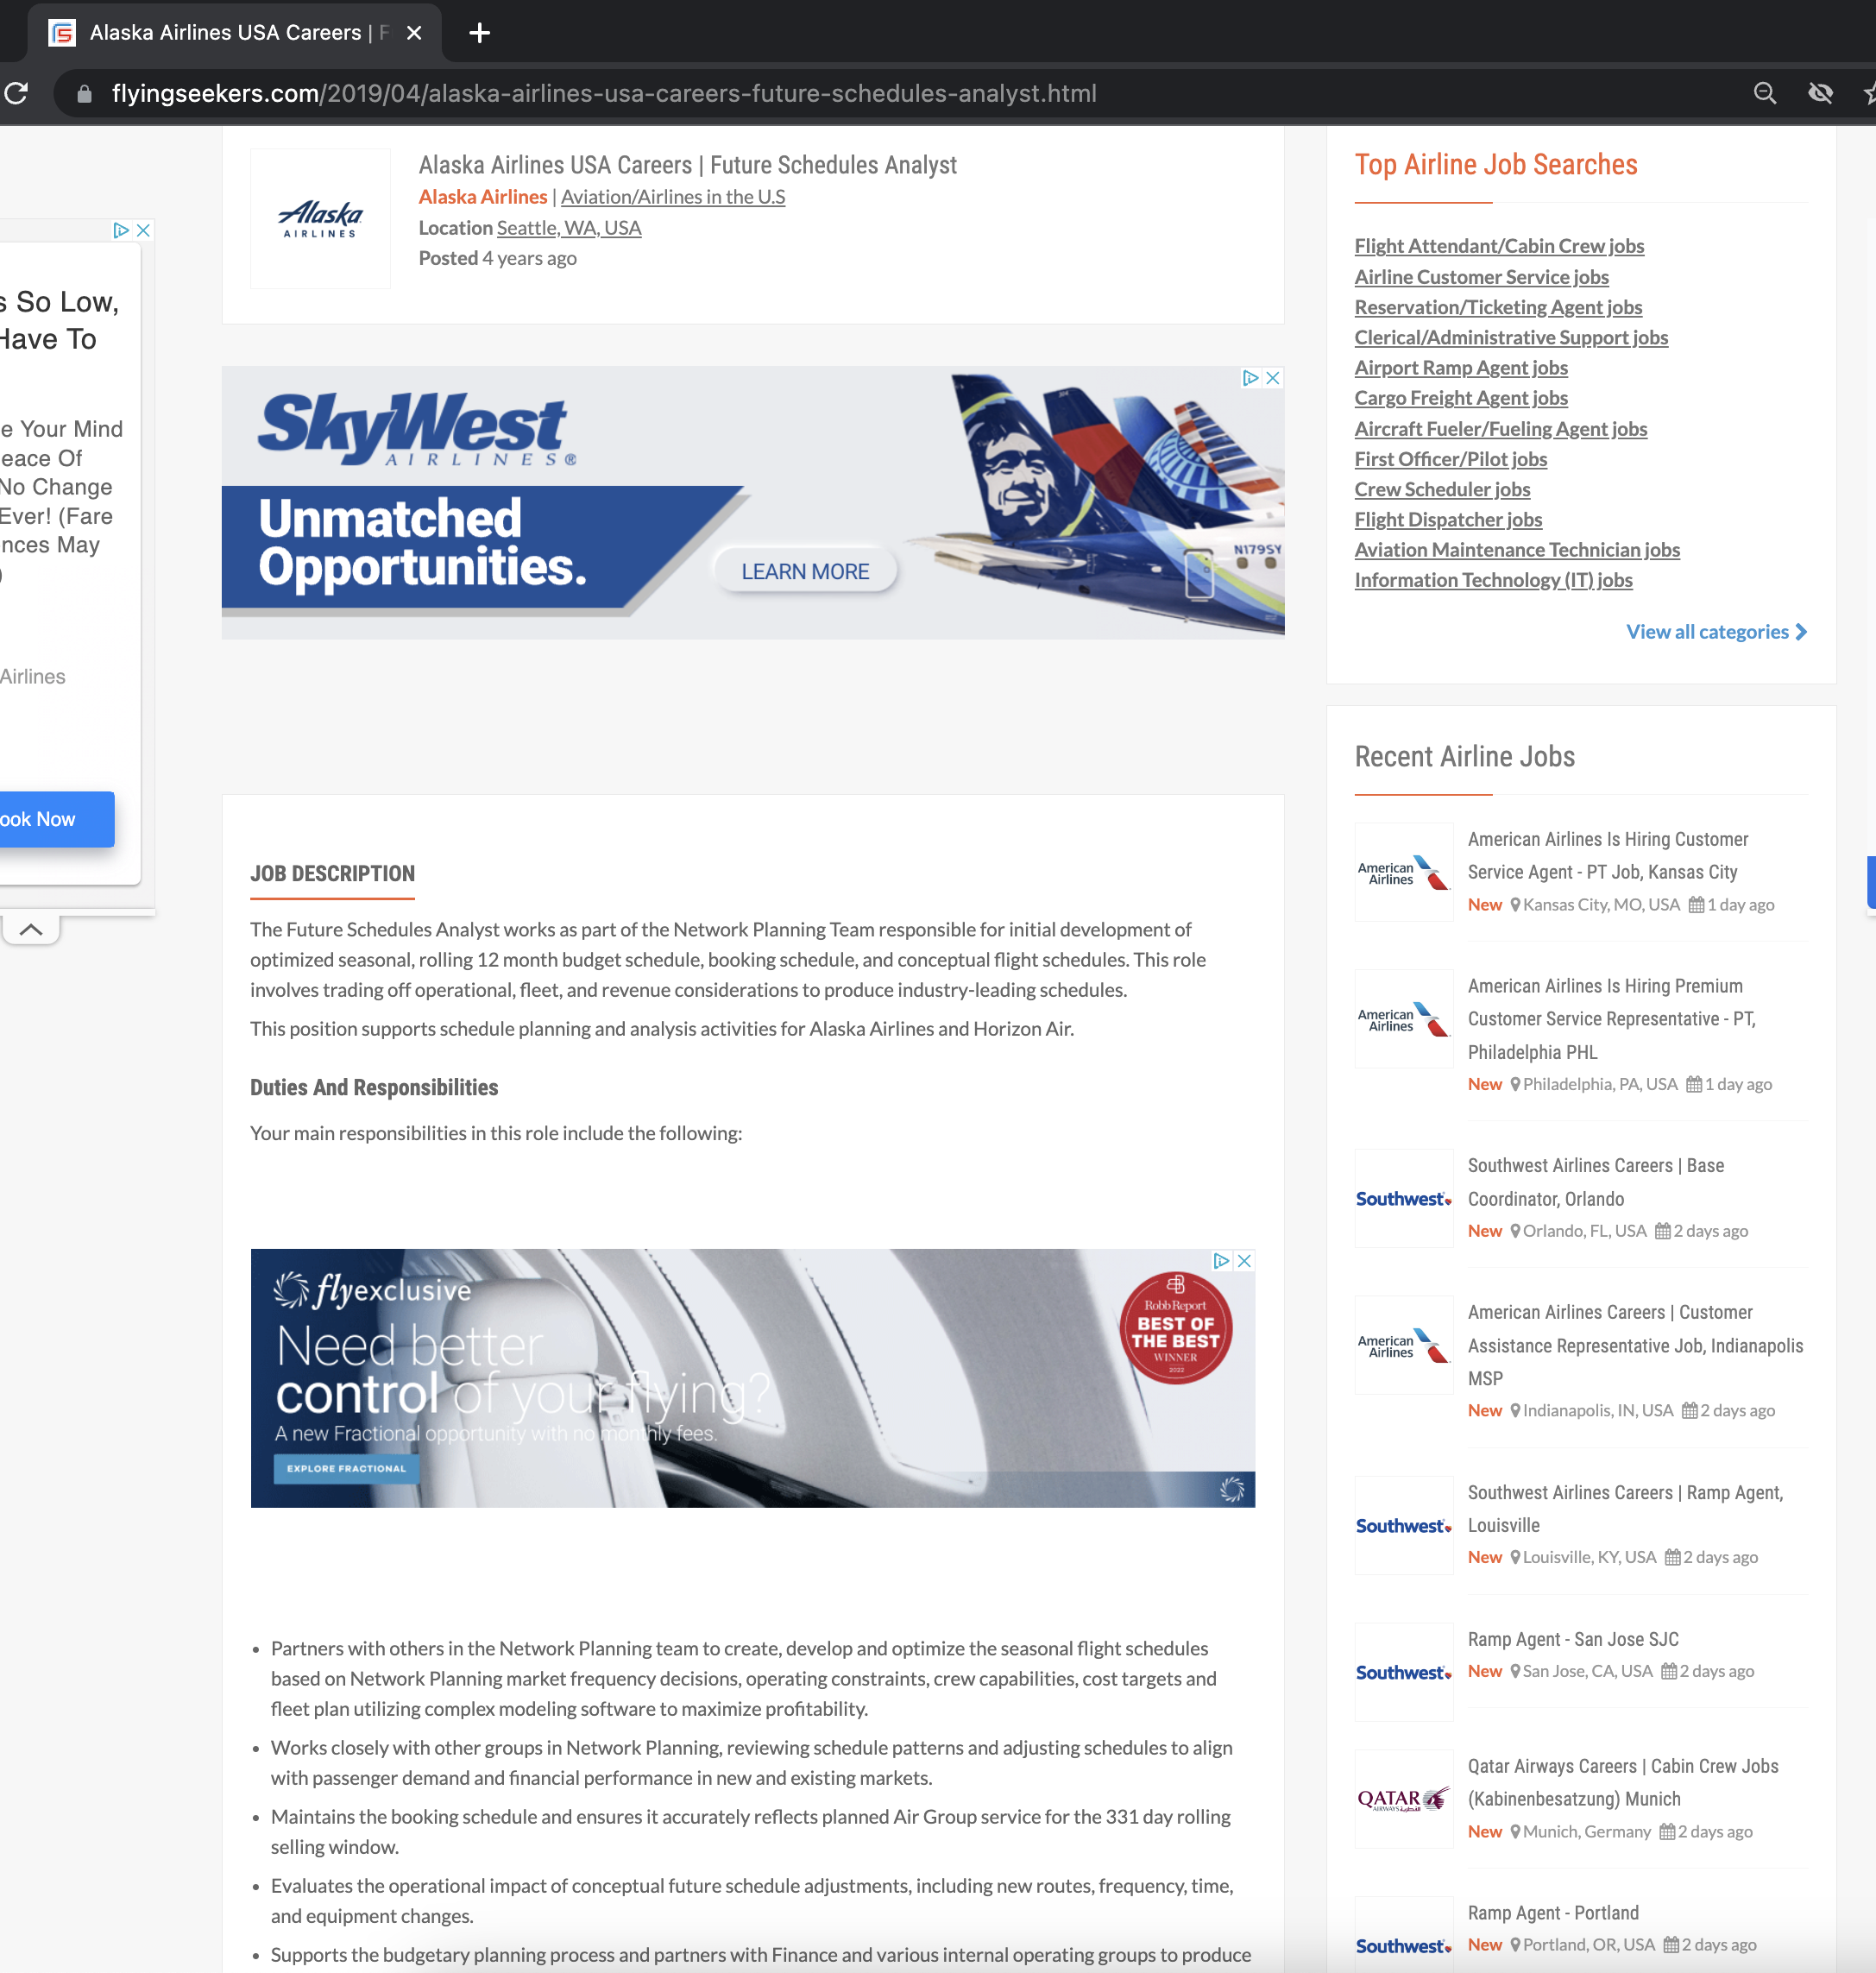 Alaska Airlines USA Careers | F
flyingseekers.com/2019/04/alaska-airlines-usa-careers-future-schedules-analyst.html
s So Low,
Have To
e Your Mind
eace Of
No Change
Ever! (Fare
nces May
)
Airlines
ook Now
Alaska
AIRLINES
Alaska Airlines USA Careers | Future Schedules Analyst
Alaska Airlines | Aviation/Airlines in the U.S
Location Seattle, WA, USA
Posted 4 years ago
SkyWest
AIRLINES®
Unmatched
Opportunities.
LEARN MORE
N179SY
JOB DESCRIPTION
The Future Schedules Analyst works as part of the Network Planning Team responsible for initial development of
optimized seasonal, rolling 12 month budget schedule, booking schedule, and conceptual flight schedules. This role
involves trading off operational, fleet, and revenue considerations to produce industry-leading schedules.
This position supports schedule planning and analysis activities for Alaska Airlines and Horizon Air.
Duties And Responsibilities
Your main responsibilities in this role include the following:
flyexclusive
Need better
control of your flying?
A new Fractional opportunity with no monthly fees.
EXPLORE FRACTIONAL
Robb Report
BEST OF
THE BEST
WINNER
2022
• Partners with others in the Network Planning team to create, develop and optimize the seasonal flight schedules
based on Network Planning market frequency decisions, operating constraints, crew capabilities, cost targets and
fleet plan utilizing complex modeling software to maximize profitability.
• Works closely with other groups in Network Planning, reviewing schedule patterns and adjusting schedules to align
with passenger demand and financial performance in new and existing markets.
• Maintains the booking schedule and ensures it accurately reflects planned Air Group service for the 331 day rolling
selling window.
• Evaluates the operational impact of conceptual future schedule adjustments, including new routes, frequency, time,
and equipment changes.
• Supports the budgetary planning process and partners with Finance and various internal operating groups to produce
Top Airline Job Searches
Flight Attendant/Cabin Crew jobs
Airline Customer Service jobs
Reservation/Ticketing Agent jobs
Clerical/Administrative Support jobs
Airport Ramp Agent jobs
Cargo Freight Agent jobs
Aircraft Fueler/Fueling Agent jobs
First Officer/Pilot jobs
Crew Scheduler jobs
Flight Dispatcher jobs
Aviation Maintenance Technician jobs
Information Technology (IT) jobs
View all categories
Recent Airline Jobs
American
Airlines
American Airlines Is Hiring Customer
Service Agent - PT Job, Kansas City
New Kansas City, MO, USA 1 day ago
American
Airlines
American Airlines Is Hiring Premium
Customer Service Representative - PT,
Philadelphia PHL
New Philadelphia, PA, USA 1 day ago
Southwest
Southwest Airlines Careers | Base
Coordinator, Orlando
New Orlando, FL, USA 2 days ago
American
Airlines
American Airlines Careers | Customer
Assistance Representative Job, Indianapolis
MSP
New Indianapolis, IN, USA 2 days ago
Southwest
Southwest Airlines Careers | Ramp Agent,
Louisville
New Louisville, KY, USA 2 days ago
Southwest
Ramp Agent - San Jose SJC
New San Jose, CA, USA 2 days ago
QATAR
AIRWAYS القطرية
Qatar Airways Careers | Cabin Crew Jobs
(Kabinenbesatzung) Munich
New Munich, Germany 2 days ago
Southwest
Ramp Agent - Portland
New Portland, OR, USA 2 days ago